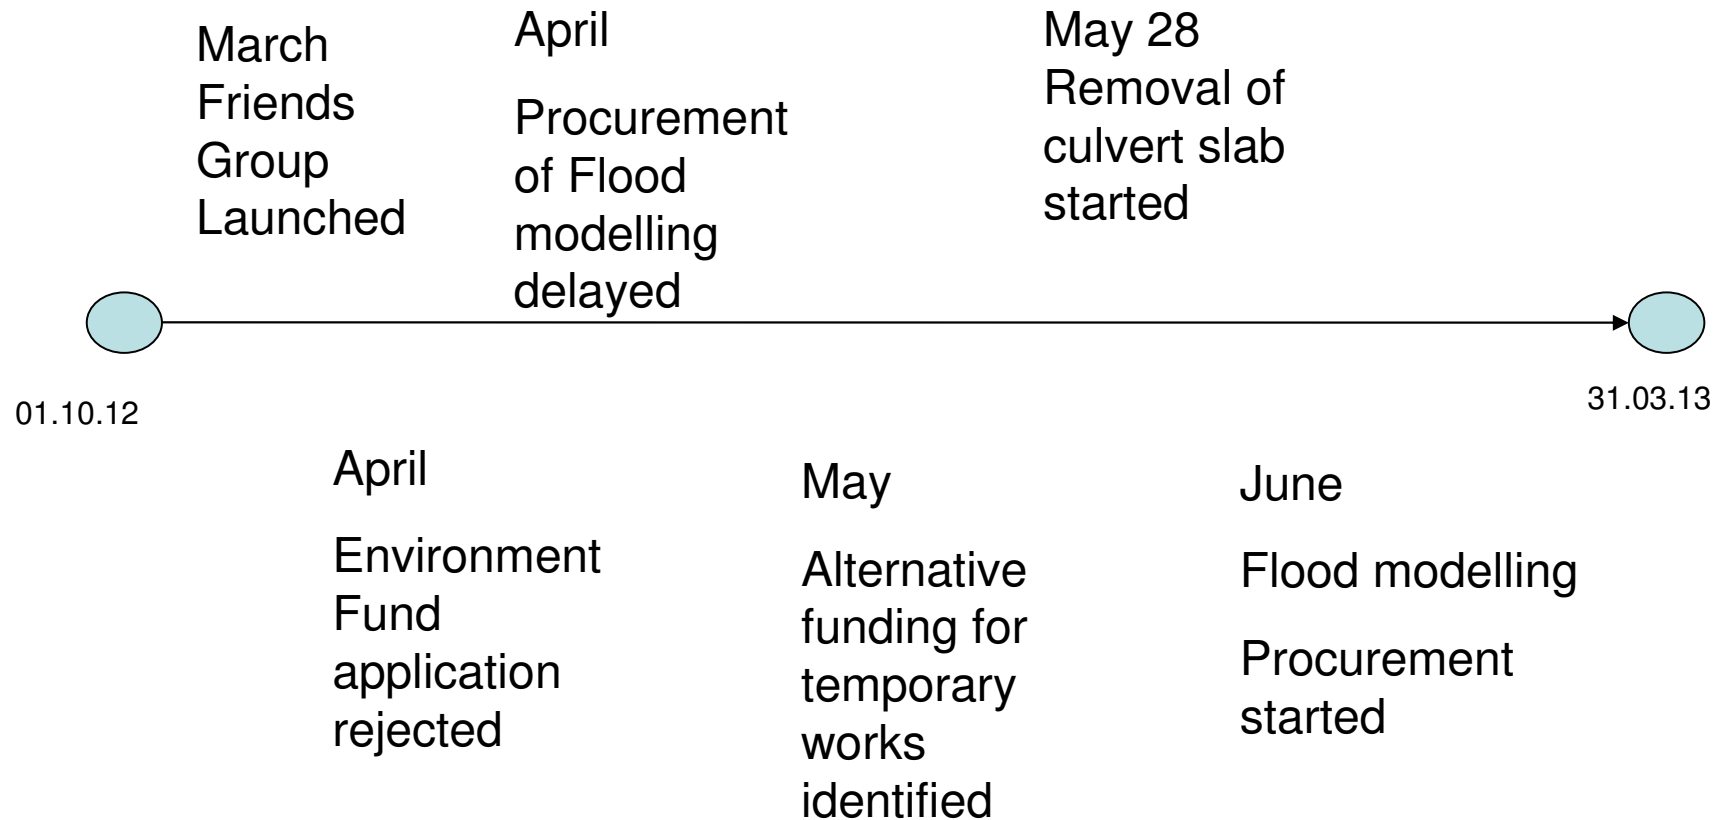 March
Friends
Group
Launched
April
Procurement
of Flood
modelling
delayed
May 28
Removal of
culvert slab
started
01.10.12
31.03.13
April
Environment
Fund
application
rejected
May
Alternative
funding for
temporary
works
identified
June
Flood modelling
Procurement
started